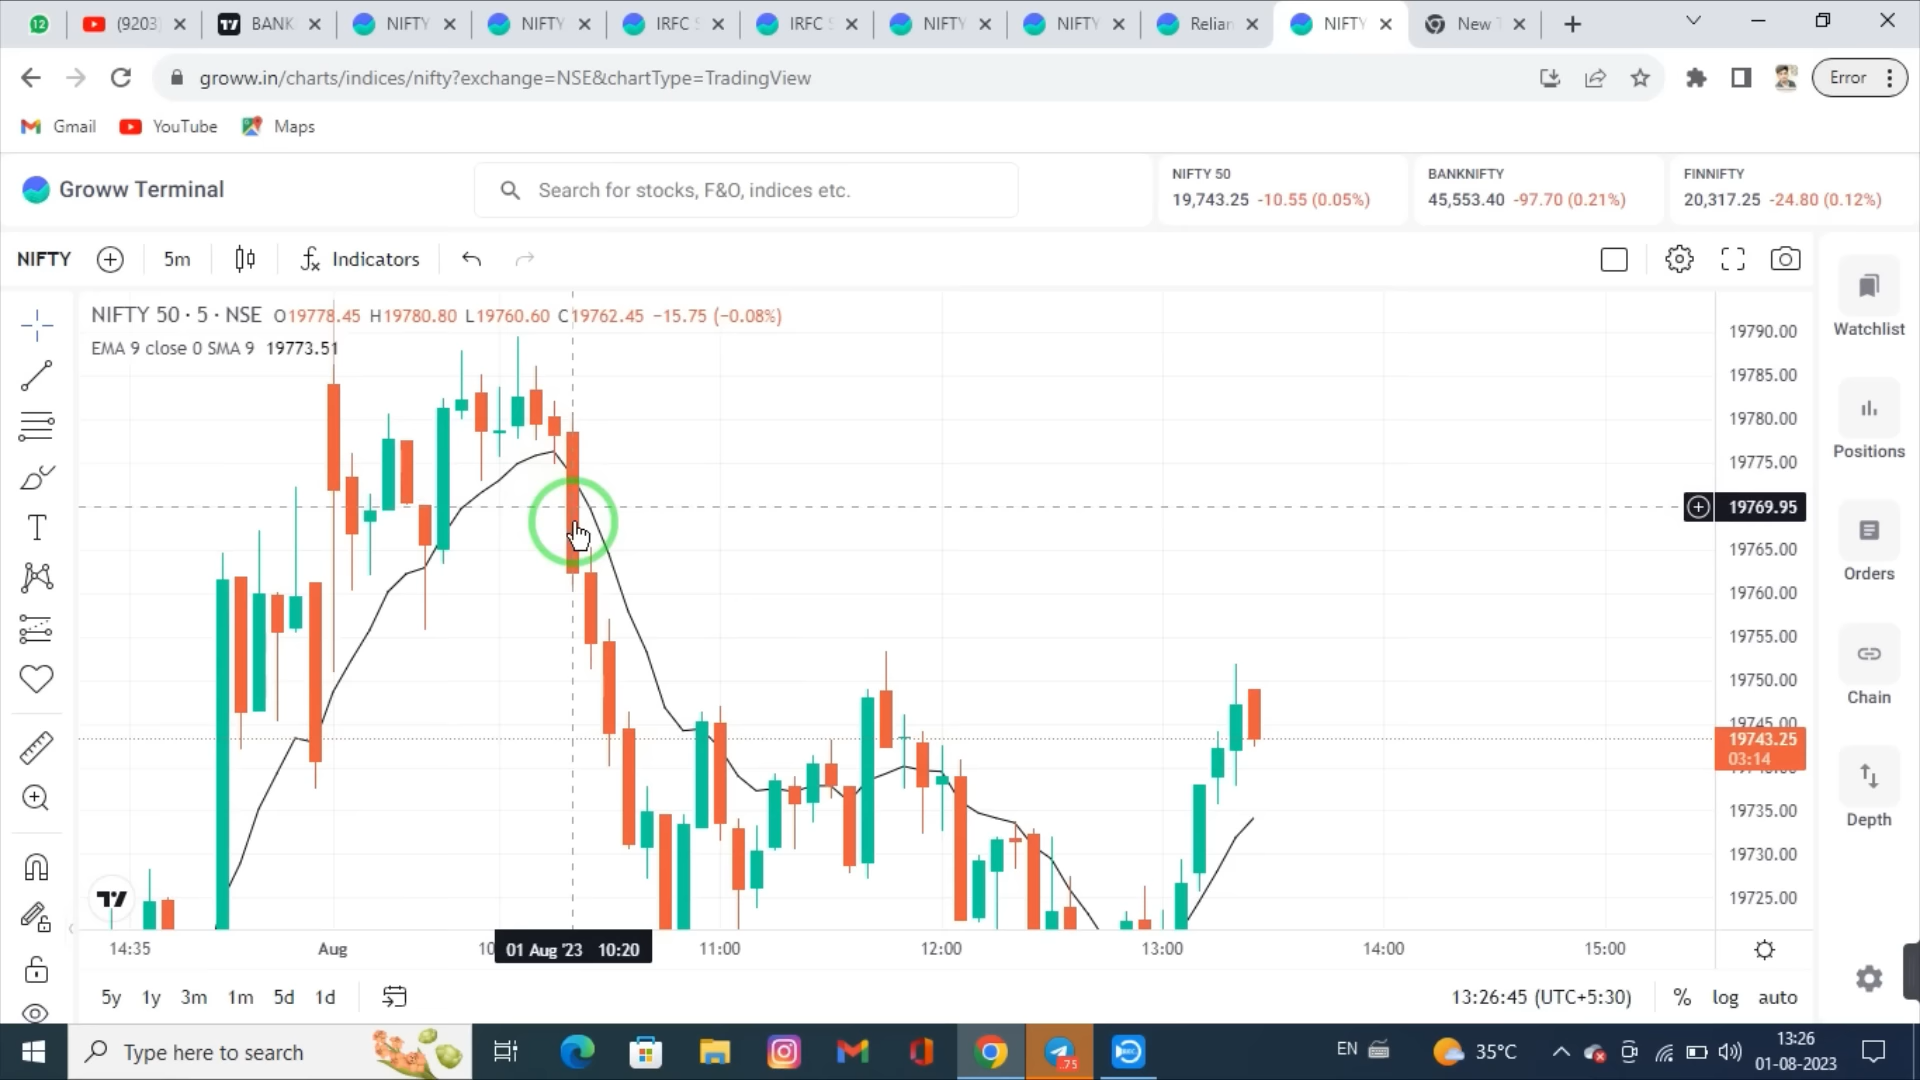 12
(9203)
BANK
NIFTY
NIFTY
IRFC S
IRFC S
NIFTY
NIFTY
Relian
NIFTY
New T
groww.in/charts/indices/nifty?exchange=NSE&chartType=TradingView
Error
Gmail
YouTube
Maps
Groww Terminal
Search for stocks, F&O, indices etc.
NIFTY 50
19,743.25 -10.55 (0.05%)
BANKNIFTY
45,553.40 -97.70 (0.21%)
FINNIFTY
20,317.25 -24.80 (0.12%)
NIFTY
5m
Indicators
NIFTY 50 · 5 · NSE O19778.45 H19780.80 L19760.60 C19762.45 −15.75 (−0.08%)
EMA 9 close 0 SMA 9 19773.51
19790.00
19785.00
19780.00
19775.00
19769.95
19765.00
19760.00
19755.00
19750.00
19745.00
19743.25
03:14
19735.00
19730.00
19725.00
Watchlist
Positions
Orders
Chain
Depth
14:35
Aug
10
01 Aug '23 10:20
11:00
12:00
13:00
14:00
15:00
5y
1y
3m
1m
5d
1d
13:26:45 (UTC+5:30)
%
log
auto
Type here to search
75
EN
35°C
13:26
01-08-2023